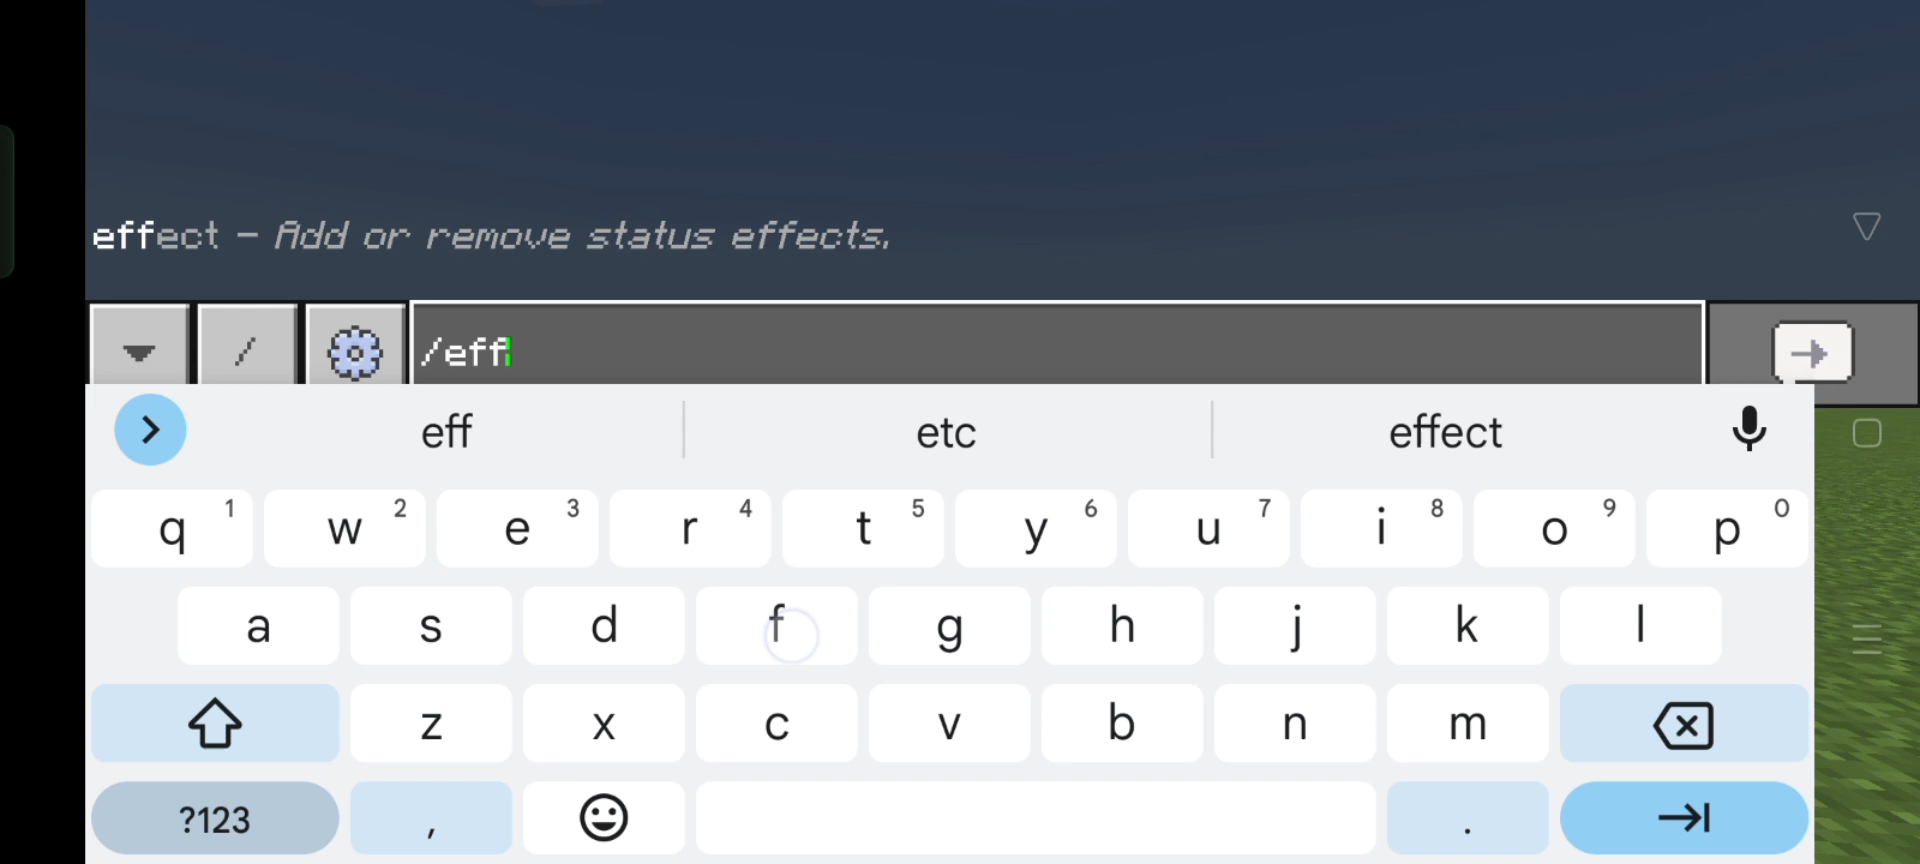 effect - Add or remove status effects.
/
/eff
eff etc effect
q 1 w 2 e 3 r 4 t 5 y 6 u 7 i 8 o 9 p 0
a s d f g h j k l
z x c v b n m
?123 , .